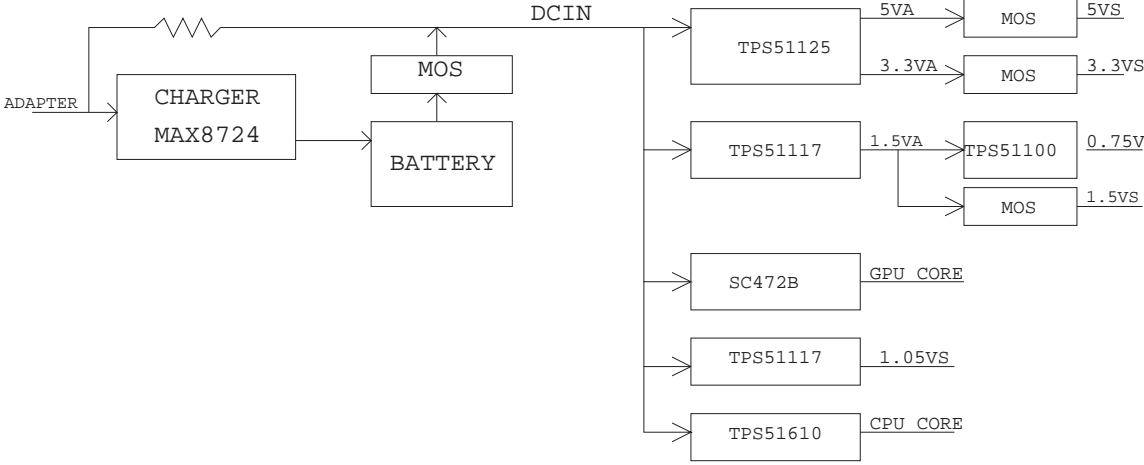 DCIN
5VA
MOS
5VS
TPS51125
3.3VA
MOS
3.3VS
MOS
ADAPTER
CHARGER
MAX8724
BATTERY
TPS51117
1.5VA
TPS51100
0.75V
MOS
1.5VS
SC472B
GPU CORE
TPS51117
1.05VS
TPS51610
CPU CORE